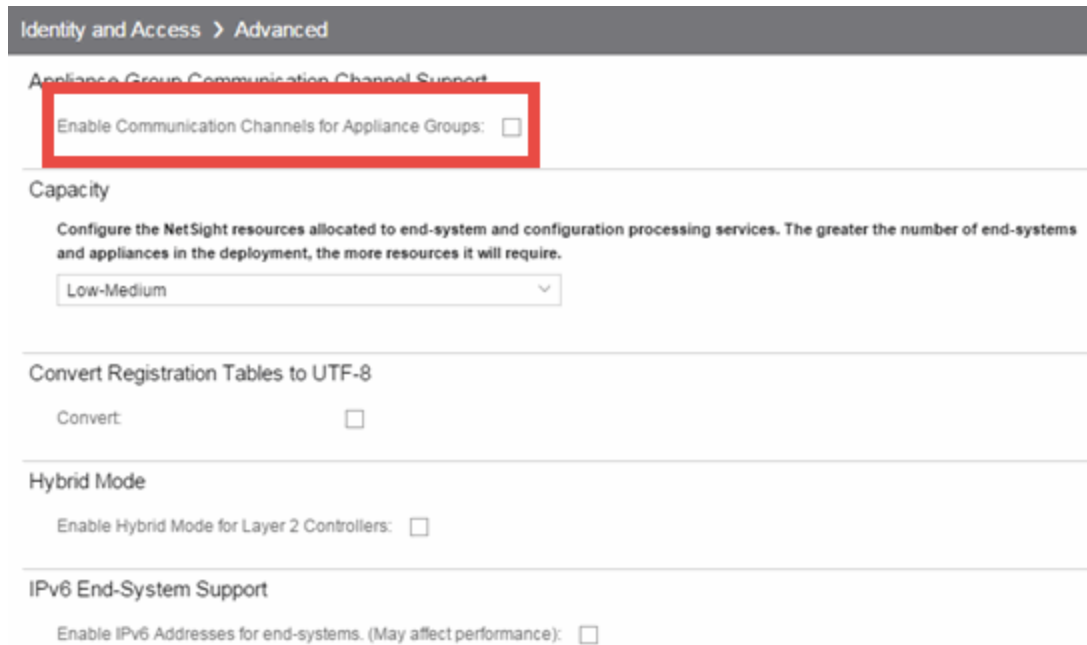 Identity and Access > Advanced
Appliance Group Communication Channel Support
Enable Communication Channels for Appliance Groups:
Capacity
Configure the NetSight resources allocated to end-system and configuration processing services. The greater the number of end-systems
and appliances in the deployment, the more resources it will require.
Low-Medium
Convert Registration Tables to UTF-8
Convert:
Hybrid Mode
Enable Hybrid Mode for Layer 2 Controllers:
IPv6 End-System Support
Enable IPv6 Addresses for end-systems. (May affect performance):